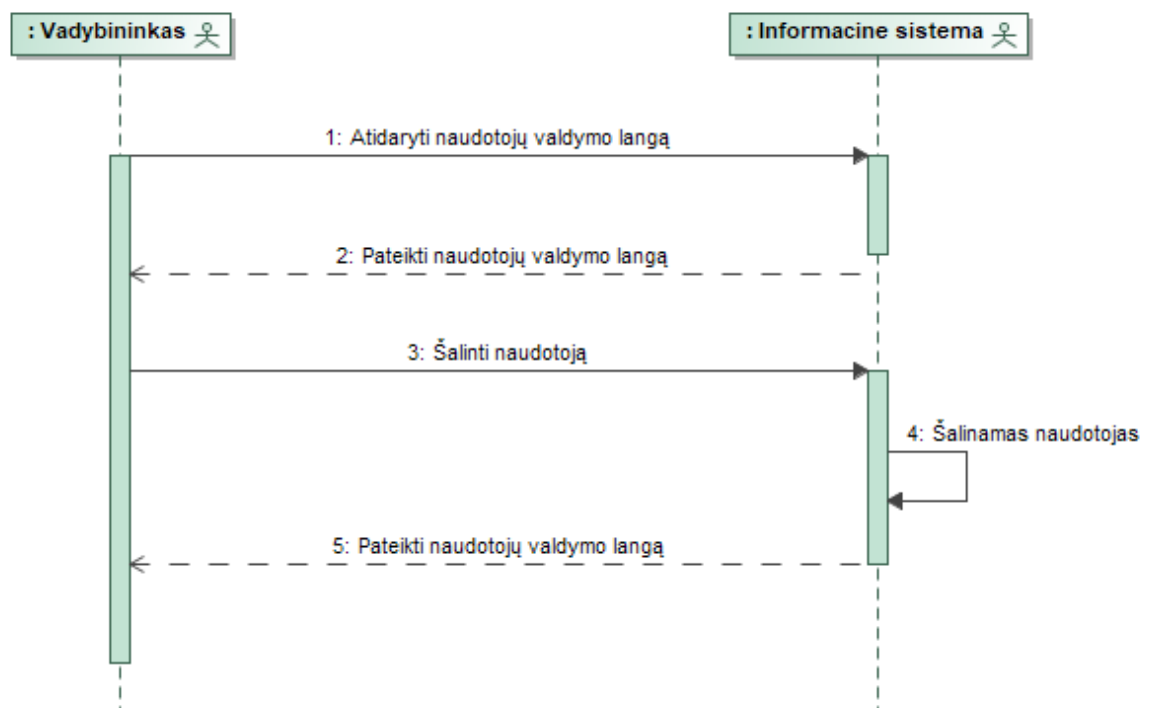 : Vadybininkas
: Informacine sistema
1: Atidaryti naudotojų valdymo langą
2: Pateikti naudotojų valdymo langą
3: Šalinti naudotoją
4: Šalinamas naudotojas
5: Pateikti naudotojų valdymo langą